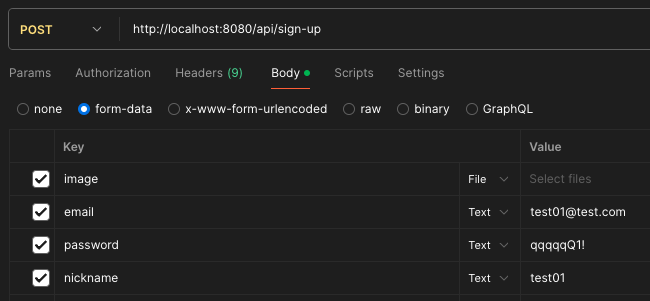 POST http://localhost:8080/api/sign-up
Params Authorization Headers (9) Body Scripts Settings
none form-data x-www-form-urlencoded raw binary GraphQL
Key Value
image File Select files
email Text test01@test.com
password Text qqqqqQ1!
nickname Text test01